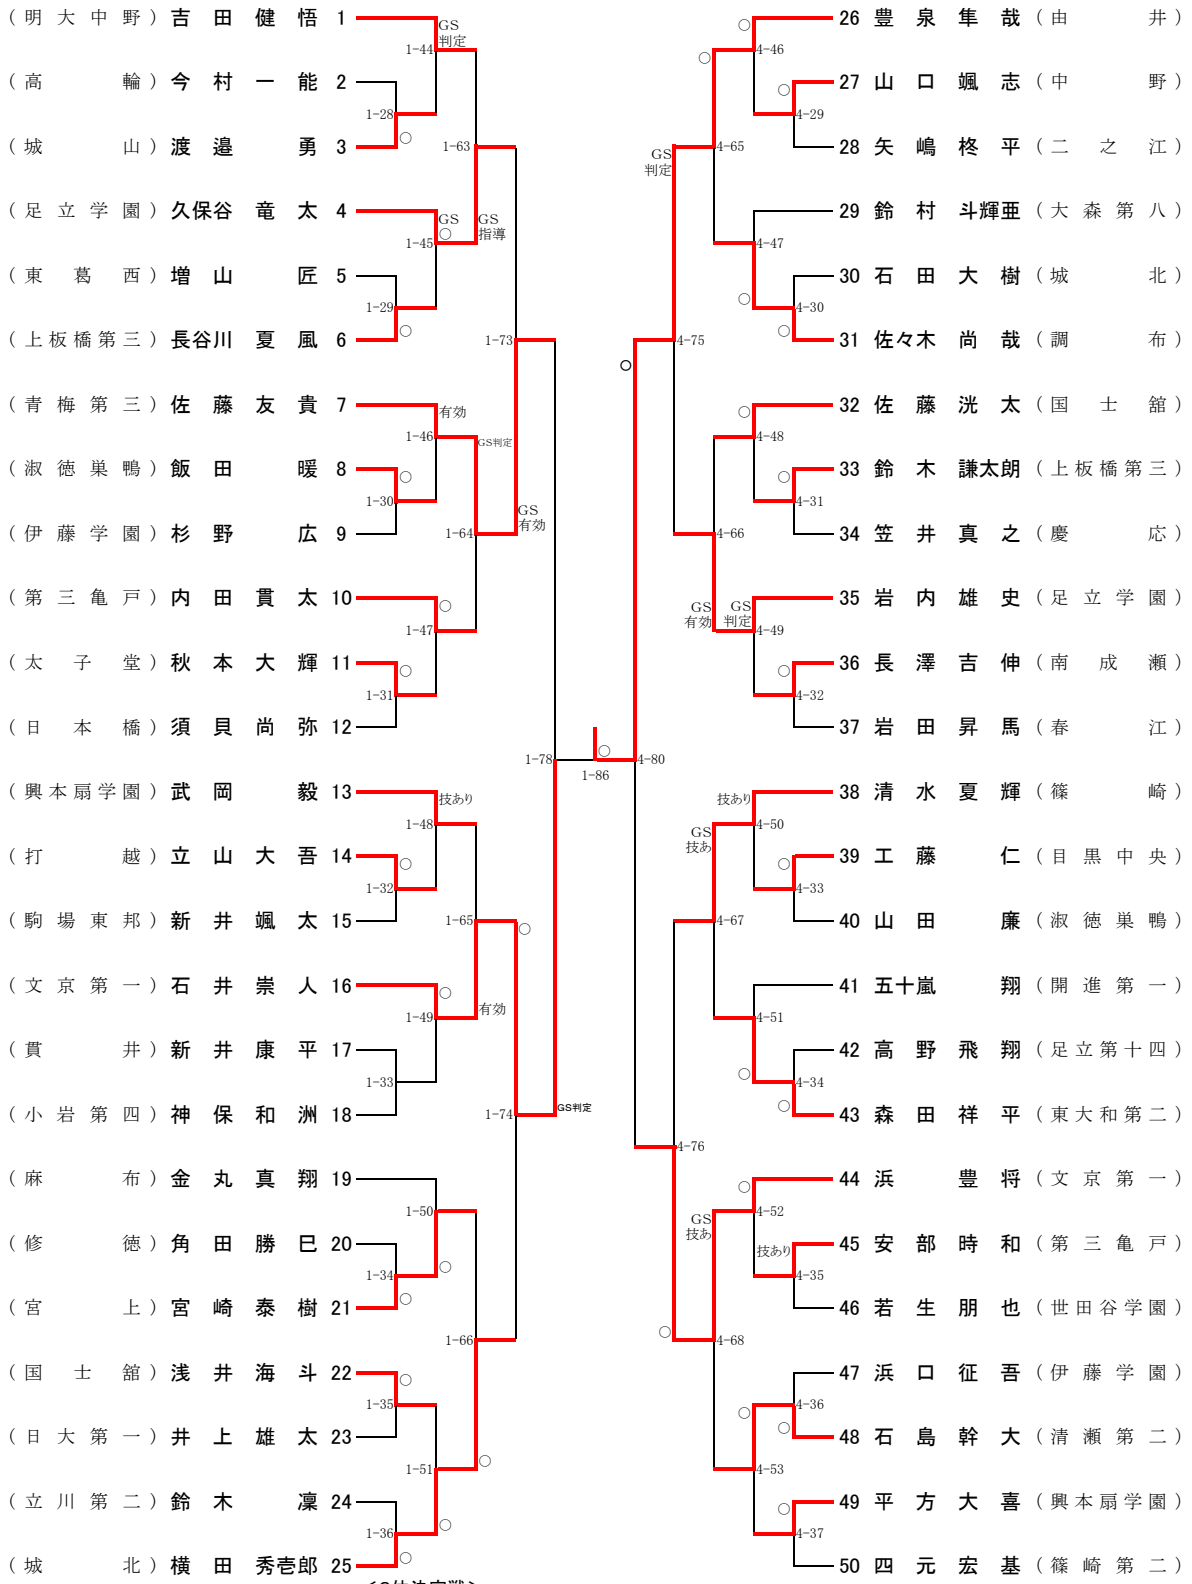 (明大中野) 吉田健悟 1
(高輪) 今村一能 2
(城山) 渡邉勇 3
(足立学園) 久保谷竜太 4
(東葛西) 増山匠 5
(上板橋第三) 長谷川夏風 6
(青梅第三) 佐藤友貴 7
(淑徳巣鴨) 飯田暖 8
(伊藤学園) 杉野広 9
(第三亀戸) 内田貫太 10
(太子堂) 秋本大輝 11
(日本橋) 須貝尚弥 12
(興本扇学園) 武岡毅 13
(打越) 立山大吾 14
(駒場東邦) 新井颯太 15
(文京第一) 石井崇人 16
(貫井) 新井康平 17
(小岩第四) 神保和洲 18
(麻布) 金丸真翔 19
(修徳) 角田勝巳 20
(宮上) 宮崎泰樹 21
(国士舘) 浅井海斗 22
(日大第一) 井上雄太 23
(立川第二) 鈴木凜 24
(城北) 横田秀壱郎 25
1-44
GS
判定
1-28
○
1-63
GS
指導
1-45
GS
○
1-29
○
1-73
GS
有効
1-46
有効
1-30
○
1-64
GS判定
1-47
○
1-31
○
1-78
GS判定
1-48
技あり
1-32
○
1-65
有効
1-49
○
1-33
1-74
○
1-50
○
1-34
○
1-66
○
1-35
○
1-51
○
1-36
○
1-86
○
26 豊泉隼哉 (由井)
27 山口颯志 (中野)
28 矢嶋柊平 (二之江)
29 鈴村斗輝亜 (大森第八)
30 石田大樹 (城北)
31 佐々木尚哉 (調布)
32 佐藤洸太 (国士舘)
33 鈴木謙太朗 (上板橋第三)
34 笠井真之 (慶応)
35 岩内雄史 (足立学園)
36 長澤吉伸 (南成瀬)
37 岩田昇馬 (春江)
38 清水夏輝 (篠崎)
39 工藤仁 (目黒中央)
40 山田廉 (淑徳巣鴨)
41 五十嵐翔 (開進第一)
42 高野飛翔 (足立第十四)
43 森田祥平 (東大和第二)
44 浜豊将 (文京第一)
45 安部時和 (第三亀戸)
46 若生朋也 (世田谷学園)
47 浜口征吾 (伊藤学園)
48 石島幹大 (清瀬第二)
49 平方大喜 (興本扇学園)
50 四元宏基 (篠崎第二)
4-46
○
4-29
○
4-65
○
4-47
○
4-30
○
4-75
GS
判定
4-48
○
4-31
○
4-66
GS
有効
4-49
GS
判定
4-32
○
4-80
○
4-50
技あり
4-33
○
4-67
GS
技あ
4-51
○
4-34
○
4-76
○
4-52
○
4-35
技あり
4-68
GS
技あ
4-36
○
4-53
○
4-37
○